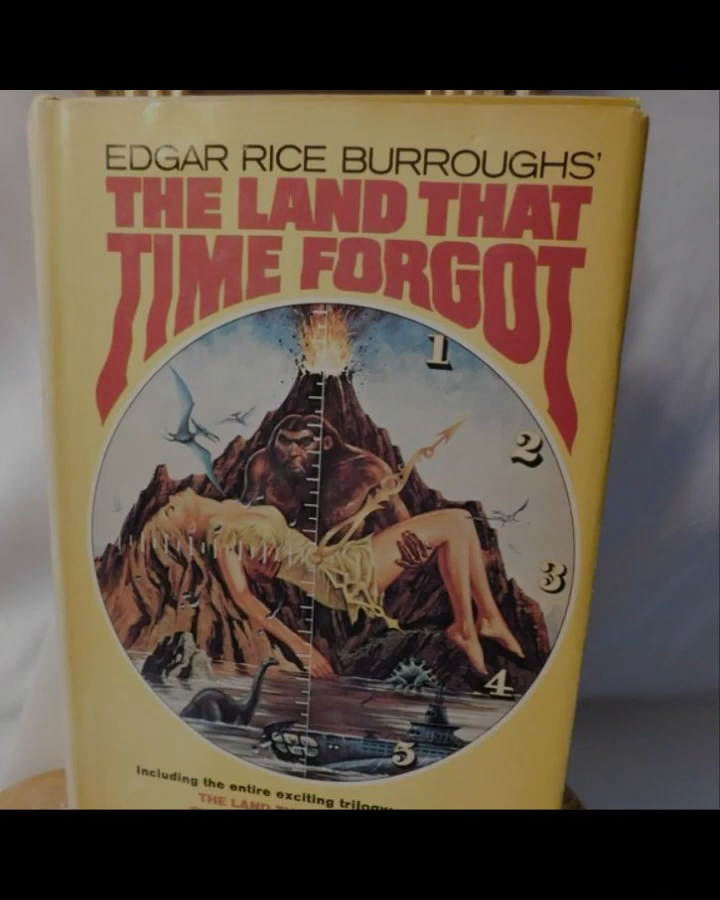 EDGAR RICE BURROUGHS'
THE LAND THAT
TIME FORGOT
1
2
3
4
5
Including the entire exciting trilogy:
THE LAND